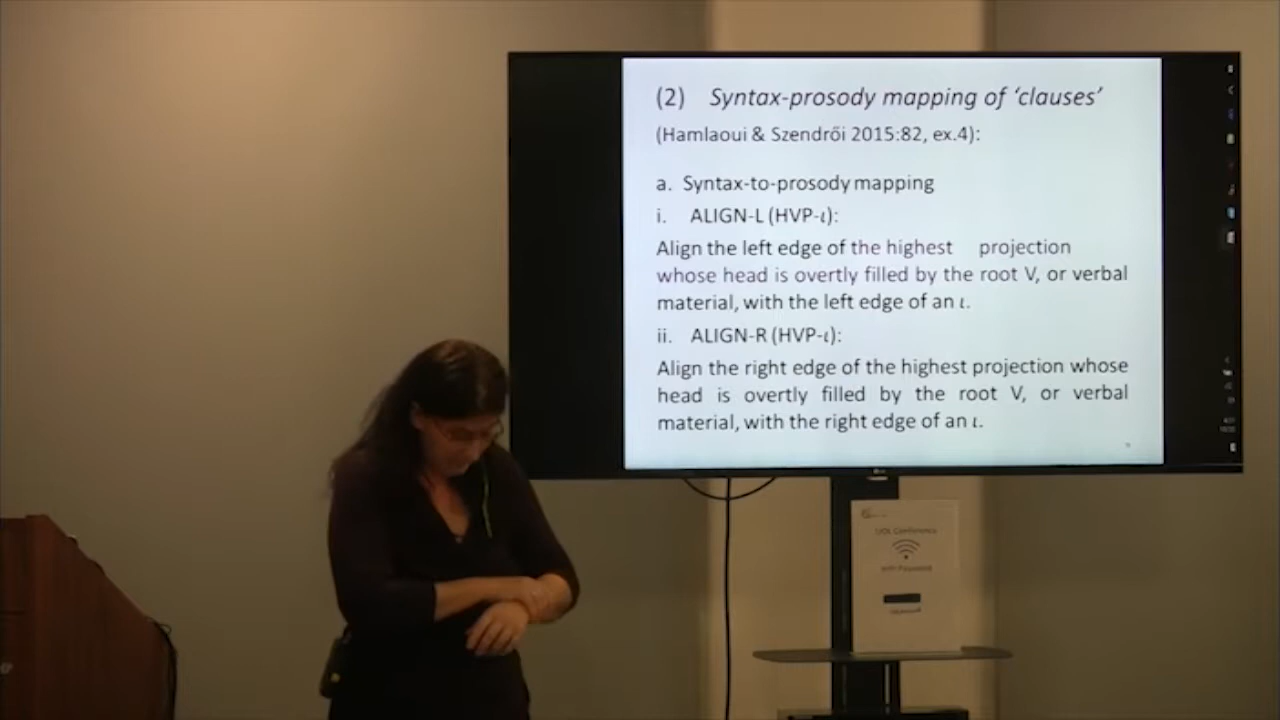 (2) Syntax-prosody mapping of ‘clauses’
(Hamlaoui & Szendrői 2015:82, ex.4):
a. Syntax-to-prosody mapping
i. ALIGN-L (HVP-ι):
Align the left edge of the highest projection
whose head is overtly filled by the root V, or verbal
material, with the left edge of an ι.
ii. ALIGN-R (HVP-ι):
Align the right edge of the highest projection whose
head is overtly filled by the root V, or verbal
material, with the right edge of an ι.
UCL Conference
WiFi Password